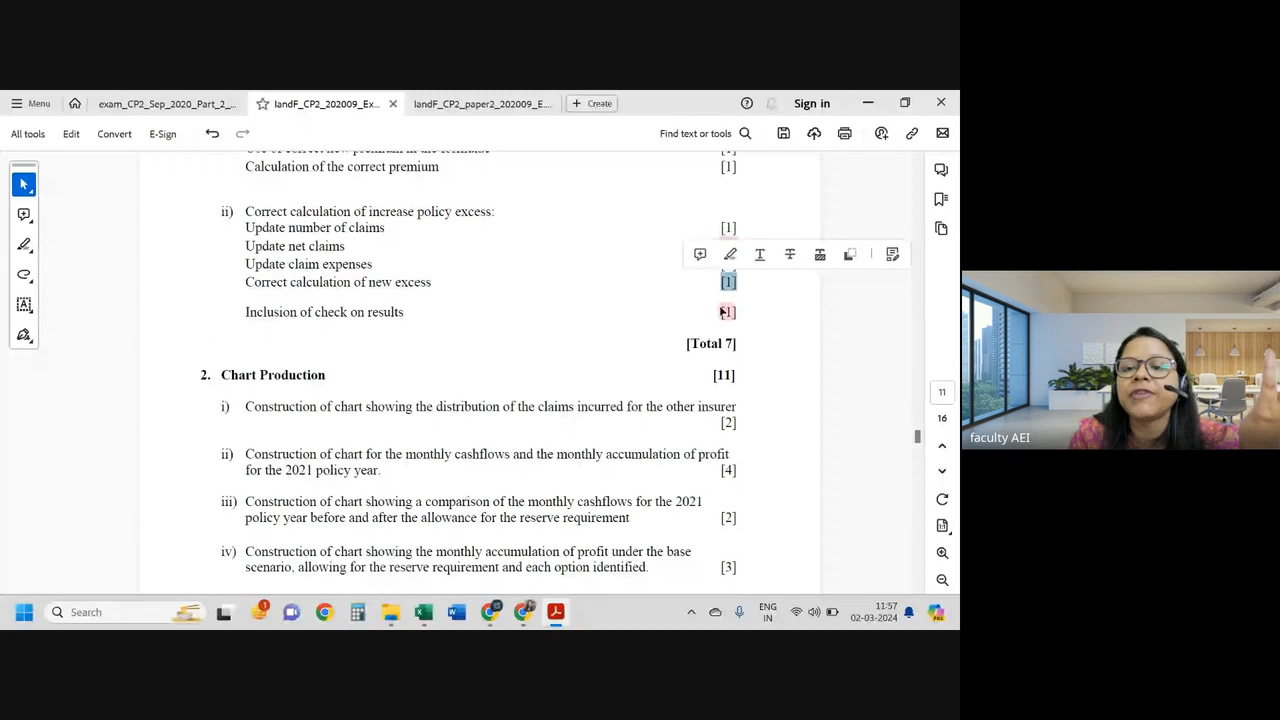 Menu
exam_CP2_Sep_2020_Part_2_...
IandF_CP2_202009_Ex...
IandF_CP2_paper2_202009_E...
Create
Sign in
All tools
Edit
Convert
E-Sign
Find text or tools
Calculation of the correct premium [1]
ii) Correct calculation of increase policy excess:
Update number of claims [1]
Update net claims
Update claim expenses
Correct calculation of new excess [1]
Inclusion of check on results [1]
[Total 7]
2. Chart Production [11]
i) Construction of chart showing the distribution of the claims incurred for the other insurer
[2]
ii) Construction of chart for the monthly cashflows and the monthly accumulation of profit
for the 2021 policy year. [4]
iii) Construction of chart showing a comparison of the monthly cashflows for the 2021
policy year before and after the allowance for the reserve requirement [2]
iv) Construction of chart showing the monthly accumulation of profit under the base
scenario, allowing for the reserve requirement and each option identified. [3]
11
16
faculty AEI
Search
ENG
IN
11:57
02-03-2024